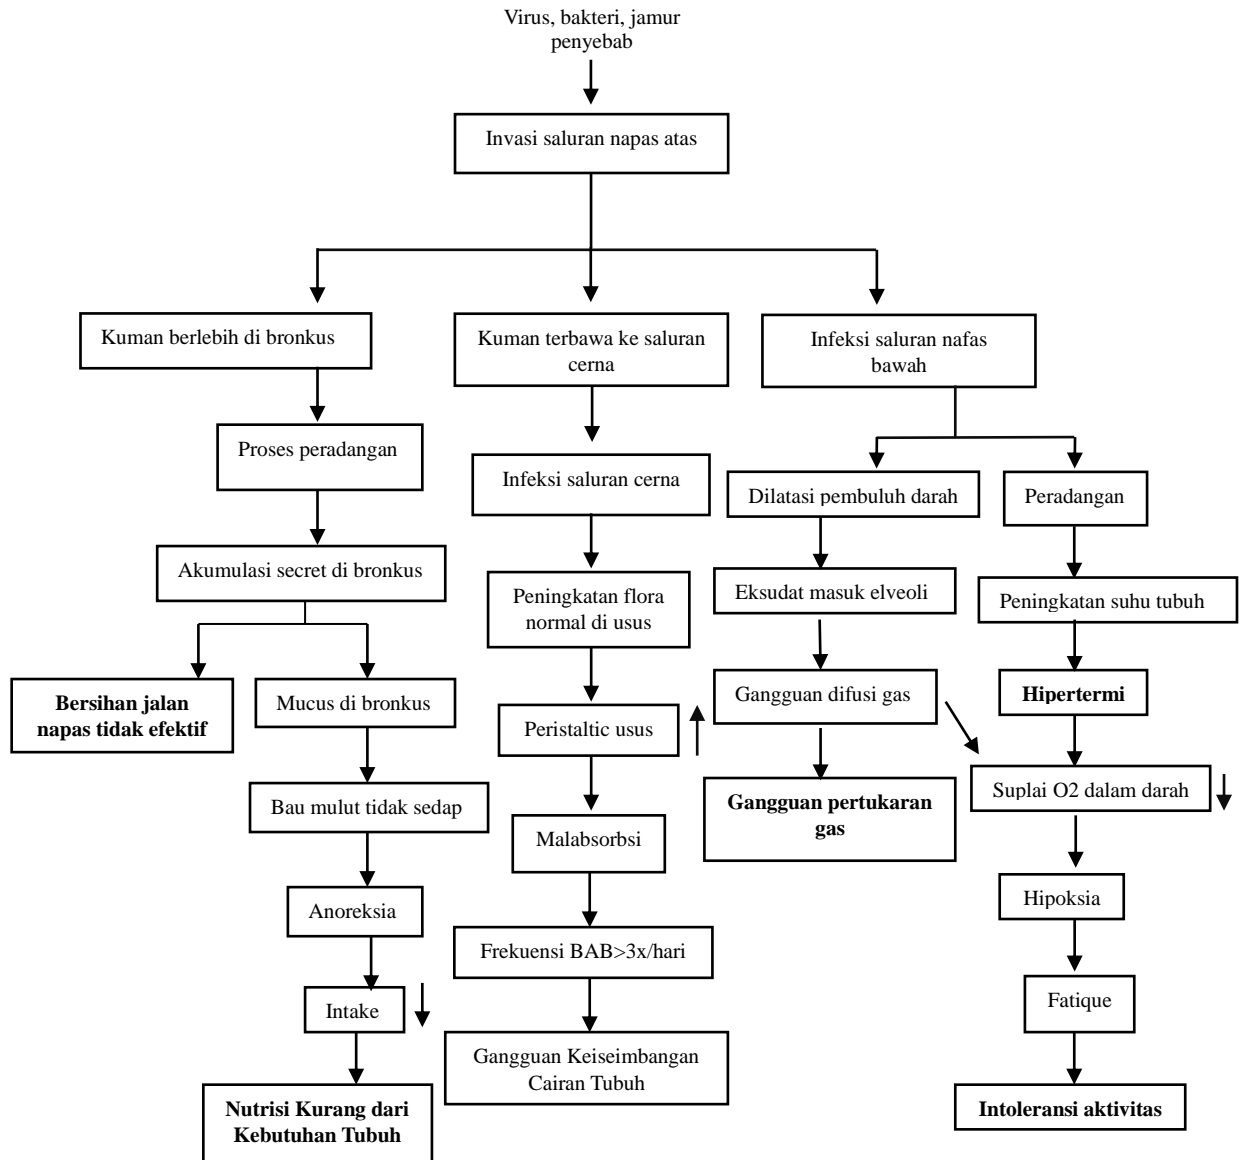 Virus, bakteri, jamur
penyebab
Invasi saluran napas atas
Kuman berlebih di bronkus
Kuman terbawa ke saluran
cerna
Infeksi saluran nafas
bawah
Proses peradangan
Infeksi saluran cerna
Dilatasi pembuluh darah
Peradangan
Akumulasi secret di bronkus
Peningkatan flora
normal di usus
Eksudat masuk elveoli
Peningkatan suhu tubuh
Bersihan jalan
napas tidak efektif
Mucus di bronkus
Peristaltic usus
Gangguan difusi gas
Hipertermi
Bau mulut tidak sedap
Malabsorbsi
Gangguan pertukaran
gas
Suplai O2 dalam darah
Anoreksia
Frekuensi BAB>3x/hari
Hipoksia
Intake
Gangguan Keiseimbangan
Cairan Tubuh
Fatique
Nutrisi Kurang dari
Kebutuhan Tubuh
Intoleransi aktivitas